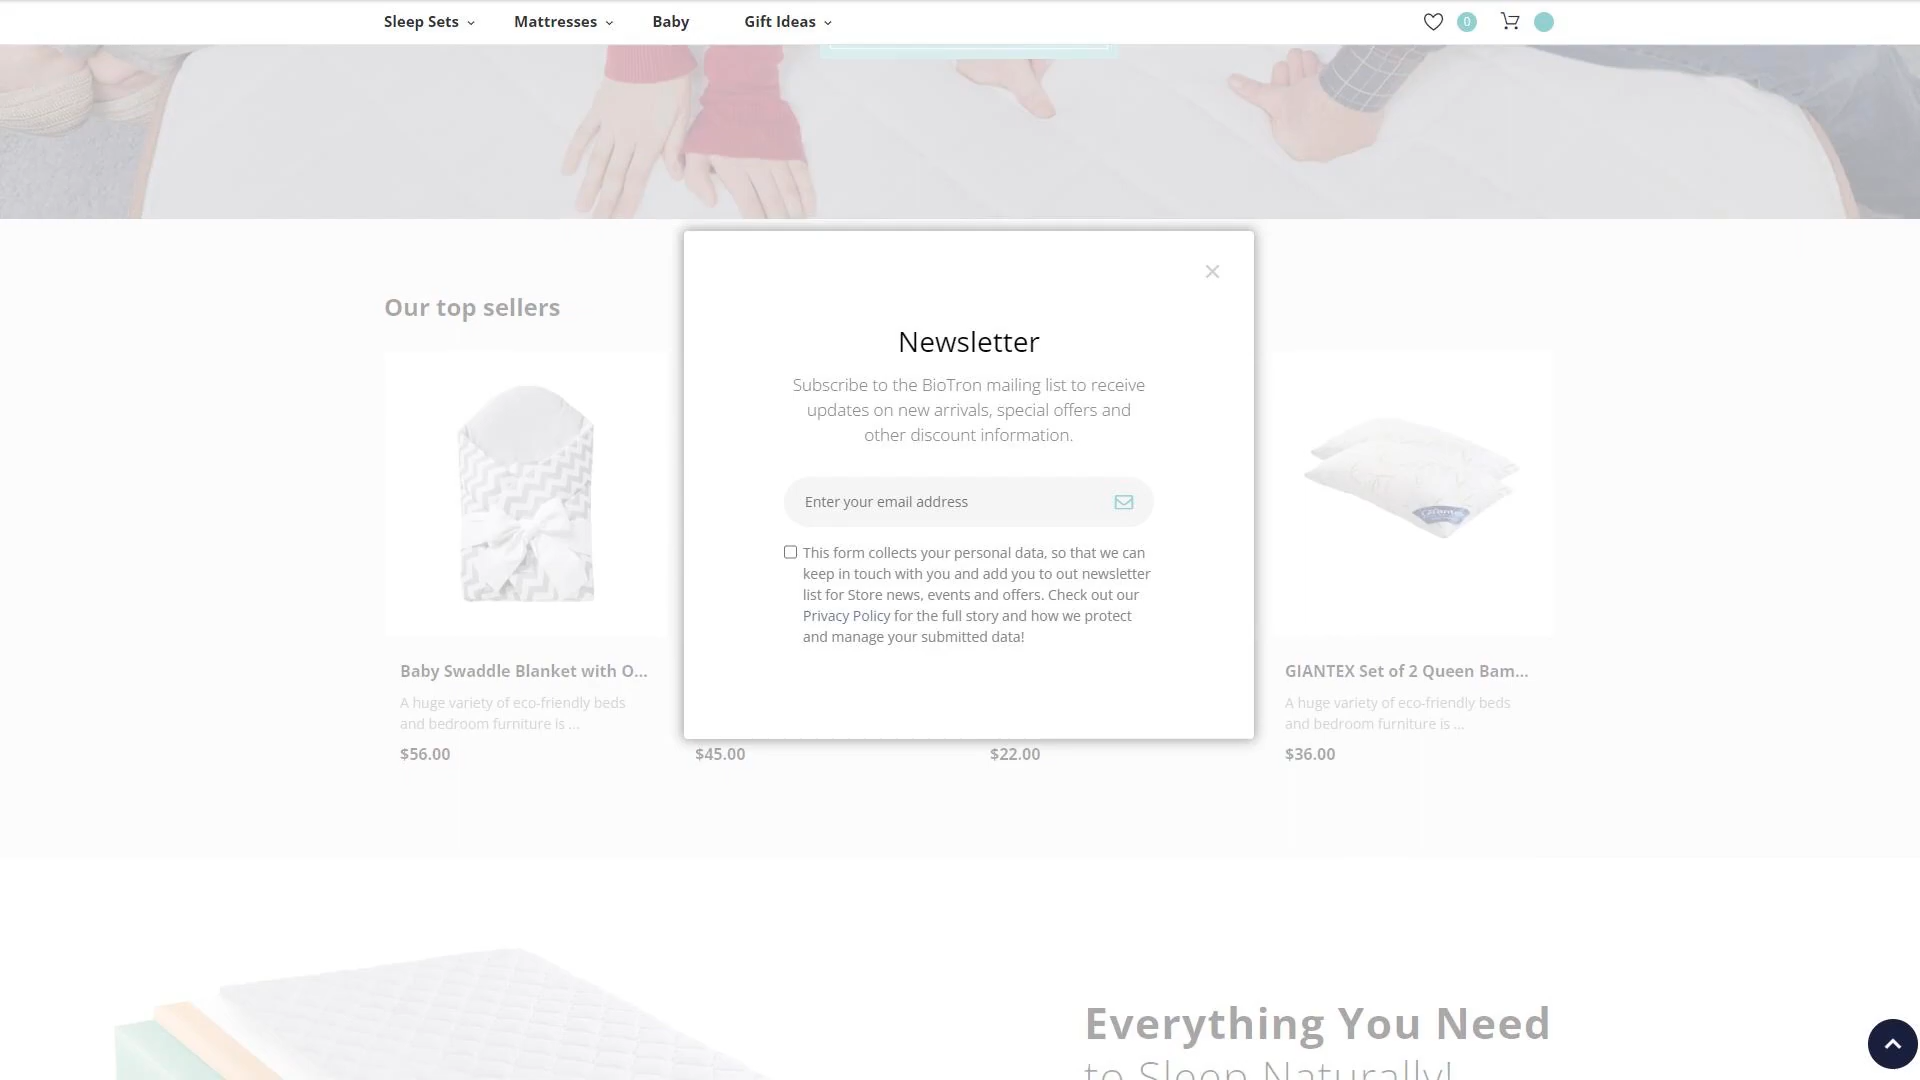 Sleep Sets
Mattresses
Baby
Gift Ideas
0
Our top sellers
Newsletter
Subscribe to the BioTron mailing list to receive
updates on new arrivals, special offers and
other discount information.
Enter your email address
This form collects your personal data, so that we can
keep in touch with you and add you to out newsletter
list for Store news, events and offers. Check out our
Privacy Policy for the full story and how we protect
and manage your submitted data!
Baby Swaddle Blanket with O...
A huge variety of eco-friendly beds
and bedroom furniture is ...
$56.00
$45.00
$22.00
GIANTEX Set of 2 Queen Bam...
A huge variety of eco-friendly beds
and bedroom furniture is ...
$36.00
Everything You Need
to Sleep Naturally!